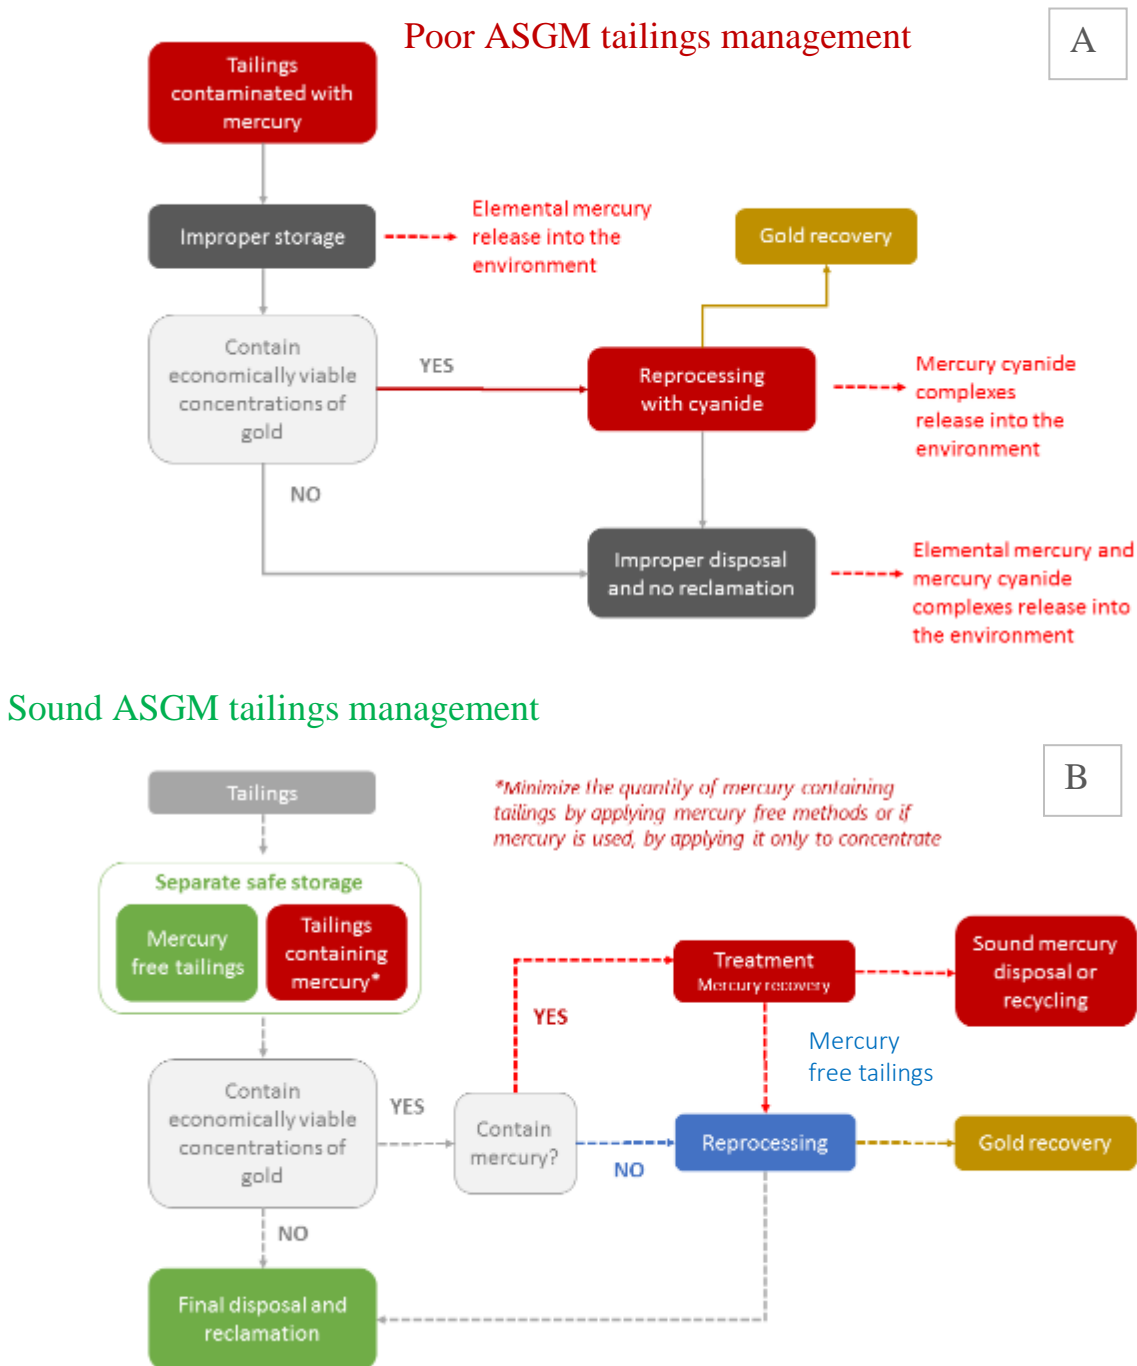 Poor ASGM tailings management
A
Tailings
contaminated with
mercury
Improper storage
Elemental mercury
release into the
environment
Gold recovery
Contain
economically viable
concentrations of
gold
YES
Reprocessing
with cyanide
Mercury cyanide
complexes
release into the
environment
NO
Improper disposal
and no reclamation
Elemental mercury and
mercury cyanide
complexes release into
the environment
Sound ASGM tailings management
B
Tailings
*Minimize the quantity of mercury containing
tailings by applying mercury free methods or if
mercury is used, by applying it only to concentrate
Separate safe storage
Mercury
free tailings
Tailings
containing
mercury*
Treatment
Mercury recovery
Sound mercury
disposal or
recycling
YES
Mercury
free tailings
Contain
economically viable
concentrations of
gold
YES
Contain
mercury?
NO
Reprocessing
Gold recovery
NO
Final disposal and
reclamation